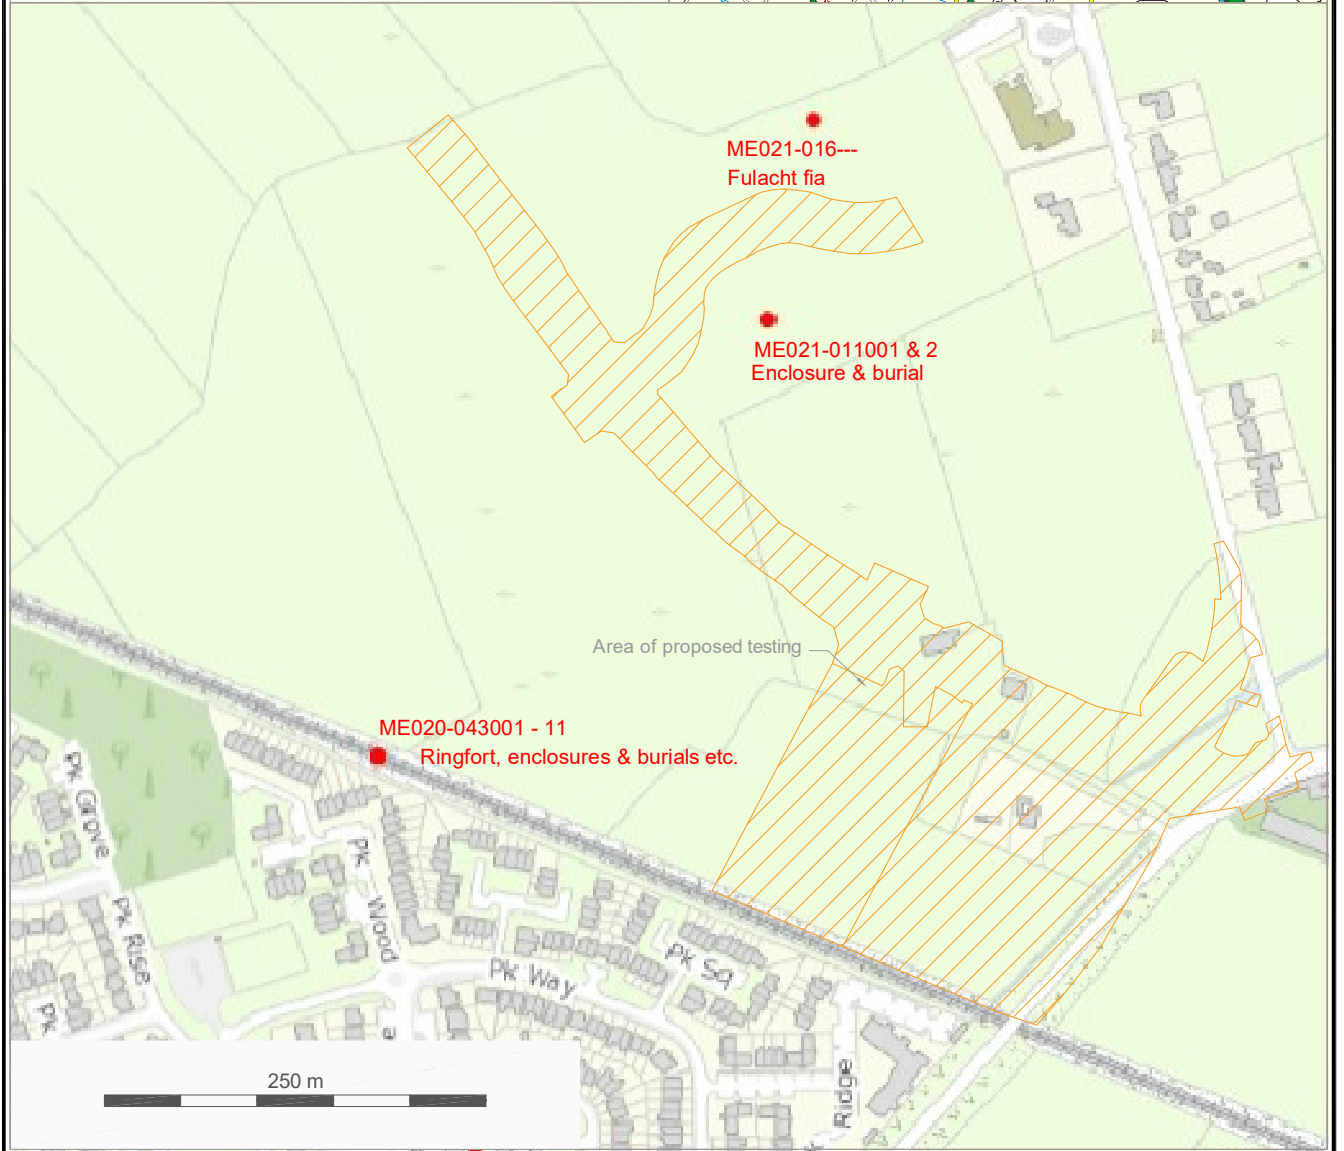 ME021-016---
Fulacht fia
ME021-011001 & 2
Enclosure & burial
Area of proposed testing
ME020-043001 - 11
Ringfort, enclosures & burials etc.
Pk Grove
Pk Rise
Pk Wood
Pk Way
Pk Sq
Pk
e
Ridge
250 m